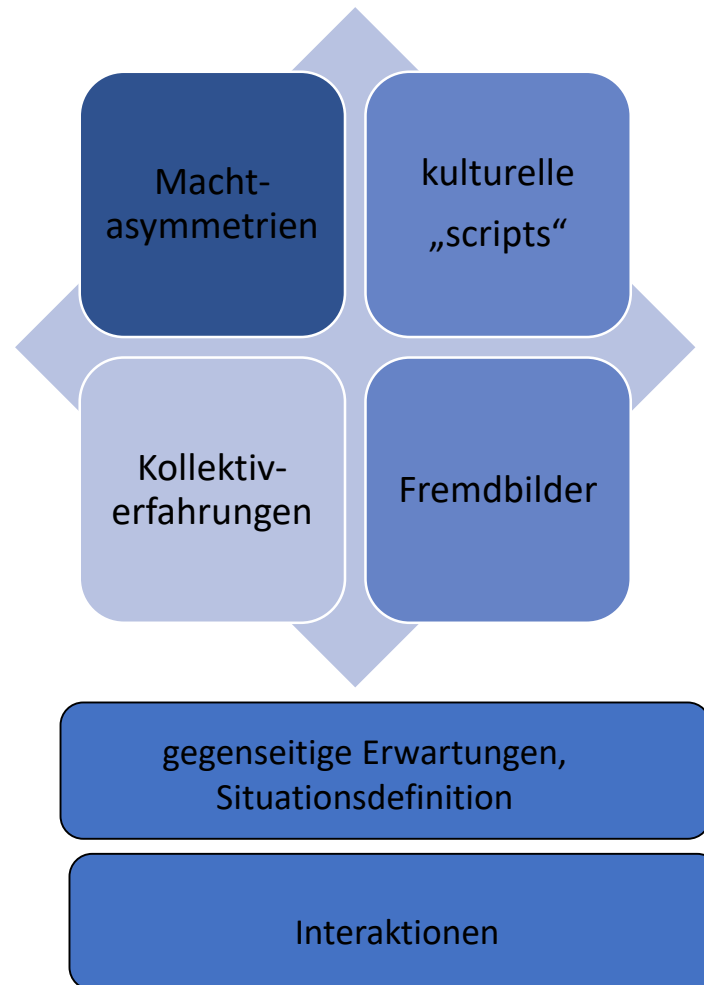 Macht-
asymmetrien
kulturelle
„scripts“
Kollektiv-
erfahrungen
Fremdbilder
gegenseitige Erwartungen,
Situationsdefinition
Interaktionen